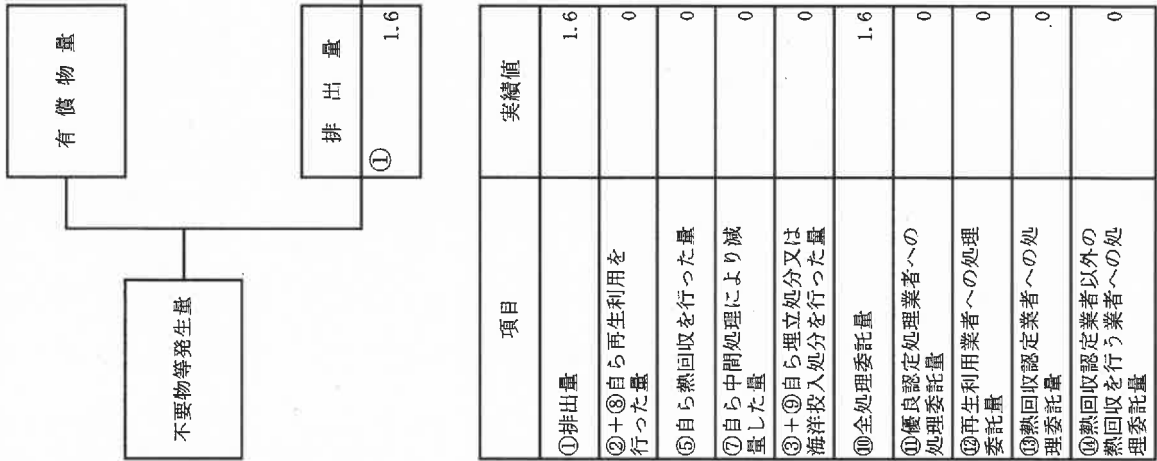 有償物量
不要物等発生量
排出量
① 1.6
項目 実績値
①排出量 1.6
②+⑧自ら再生利用を
行った量 0
⑤自ら熱回収を行った量 0
⑦自ら中間処理により減
量した量 0
③+⑨自ら埋立処分又は
海洋投入処分を行った量 0
⑩全処理委託量 1.6
⑪優良認定処理業者への
処理委託量 0
⑫再生利用業者への処理
委託量 0
⑬熱回収認定業者への処
理委託量 0
⑭熱回収認定業者以外の
熱回収を行う業者への処
理委託量 0